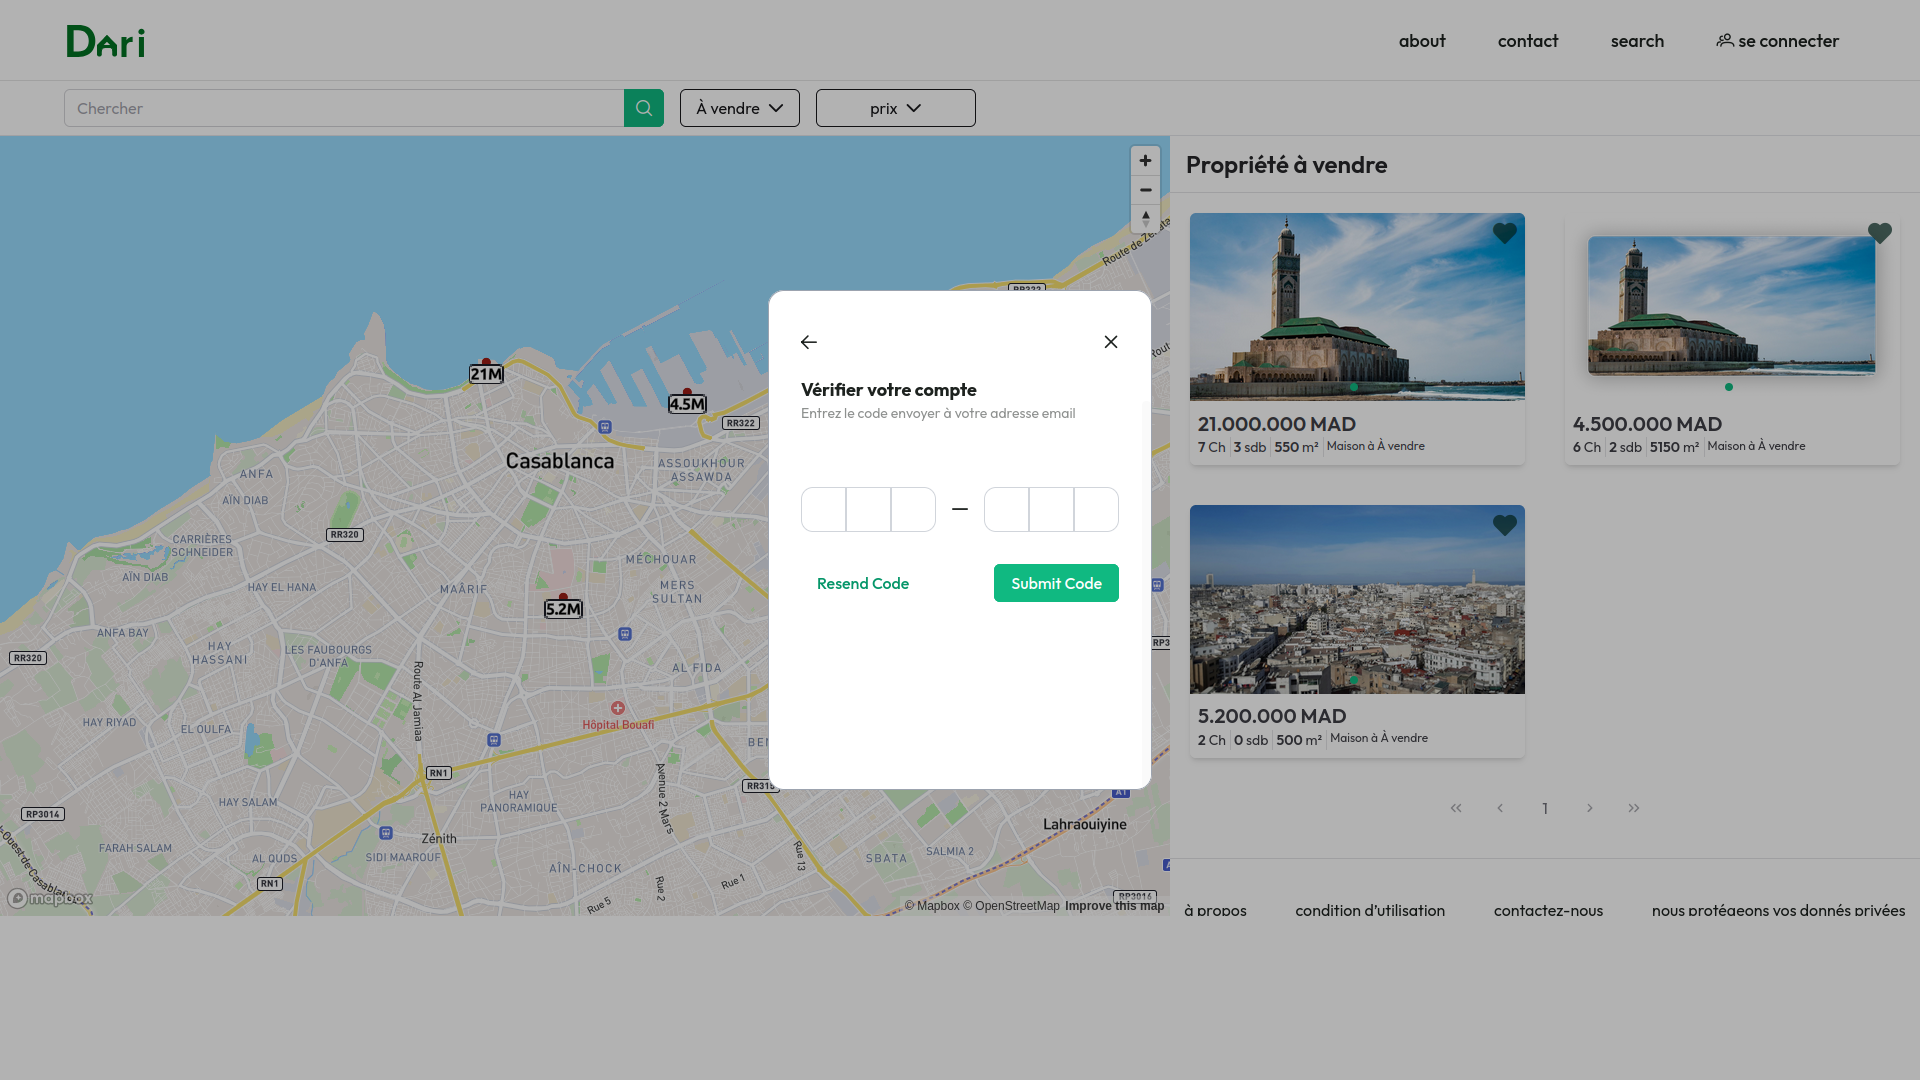 Dari
about
contact
search
se connecter
Chercher
À vendre
prix
Propriété à vendre
21.000.000 MAD
7 Ch 3 sdb 550 m² Maison à À vendre
4.500.000 MAD
6 Ch 2 sdb 5150 m² Maison à À vendre
5.200.000 MAD
2 Ch 0 sdb 500 m² Maison à À vendre
1
à propos
condition d'utilisation
contactez-nous
nous protégeons vos donnés privées
Vérifier votre compte
Entrez le code envoyer à votre adresse email
Resend Code
Submit Code
Route de
RR322
21M
4.5M
RR322
Casablanca
ASSOUKHOUR
ASSAWDA
ANFA
AÏN DIAB
RR320
CARRIÈRES
SCHNEIDER
AÏN DIAB
HAY EL HANA
MAÂRIF
MÉCHOUAR
MERS
SULTAN
5.2M
ANFA BAY
RR320
HAY
HASSANI
LES FAUBOURGS
D'ANFA
Route Al Jamiaa
AL FIDA
HAY RIYAD
EL OULFA
Hôpital Bouafi
RN1
Avenue 2 Mars
RR315
A1
HAY SALAM
HAY
PANORAMIQUE
RP3014
Zénith
Lahraouiyine
FARAH SALAM
AL QUDS
SIDI MAAROUF
AÎN-CHOCK
Rue 13
SBATA
SALMIA 2
RN1
Rue 5
Rue 2
Rue 1
RP3016
mapbox
© Mapbox © OpenStreetMap Improve this map